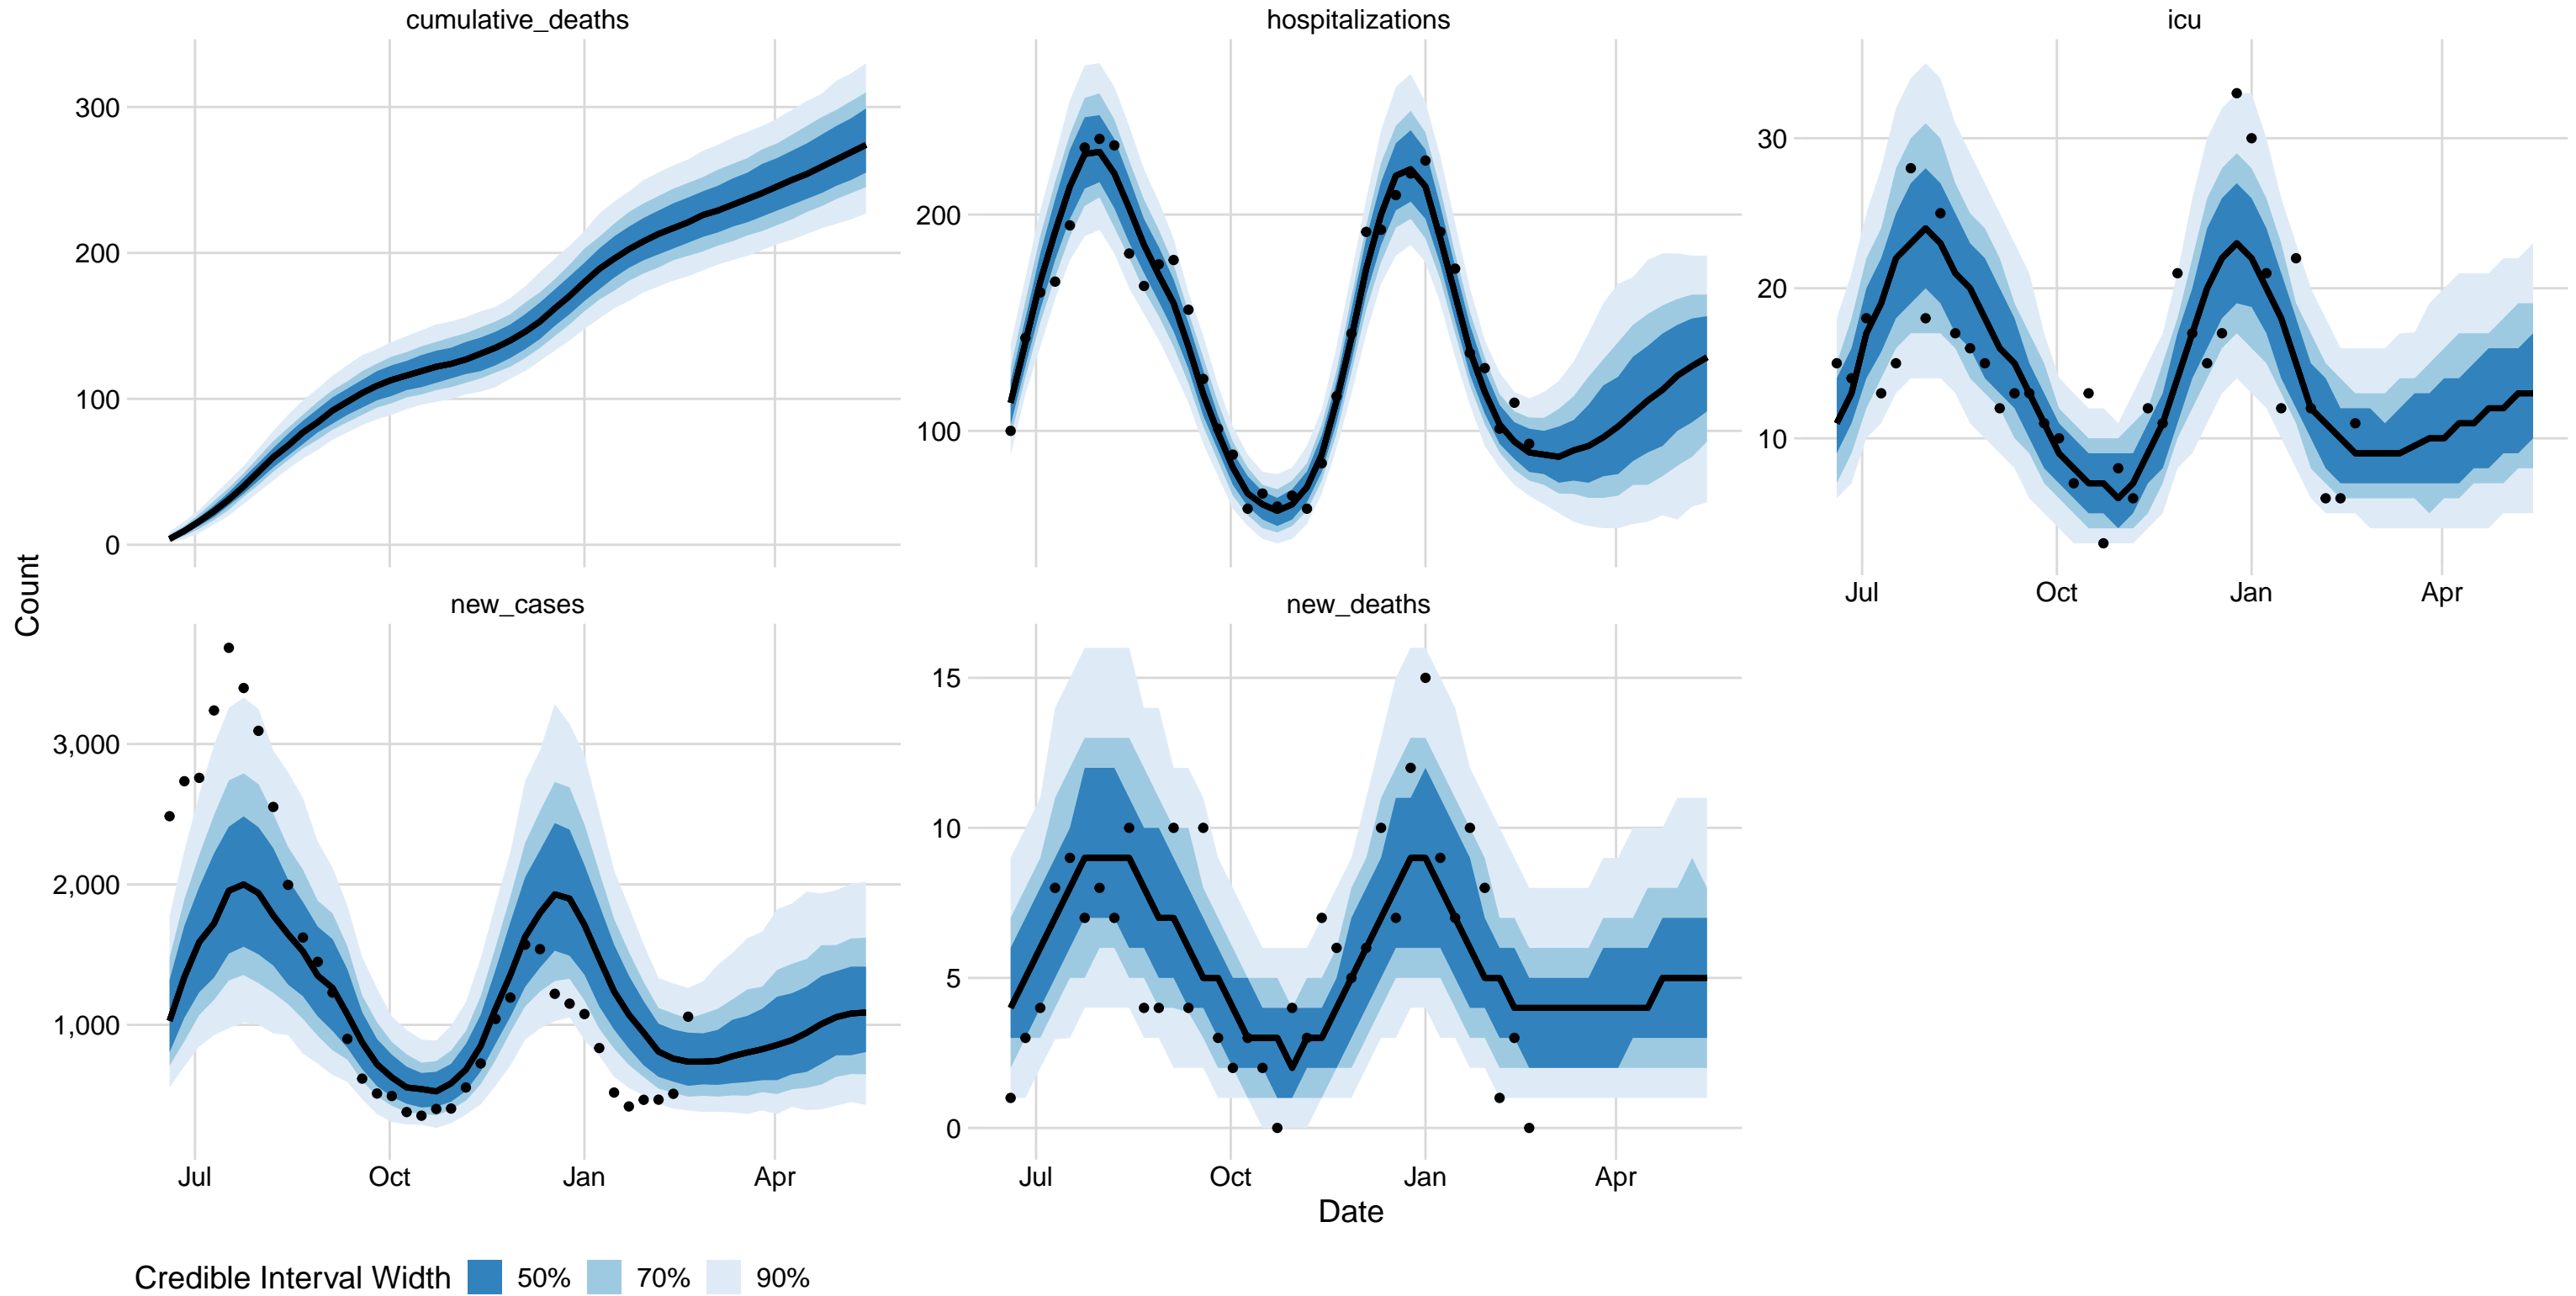 cumulative_deaths
hospitalizations
icu
300
200
100
0
200
100
30
20
10
Jul
Oct
Jan
Apr
Count
new_cases
new_deaths
3,000
2,000
1,000
15
10
5
0
Jul
Oct
Jan
Apr
Jul
Oct
Jan
Apr
Date
Credible Interval Width
50%
70%
90%